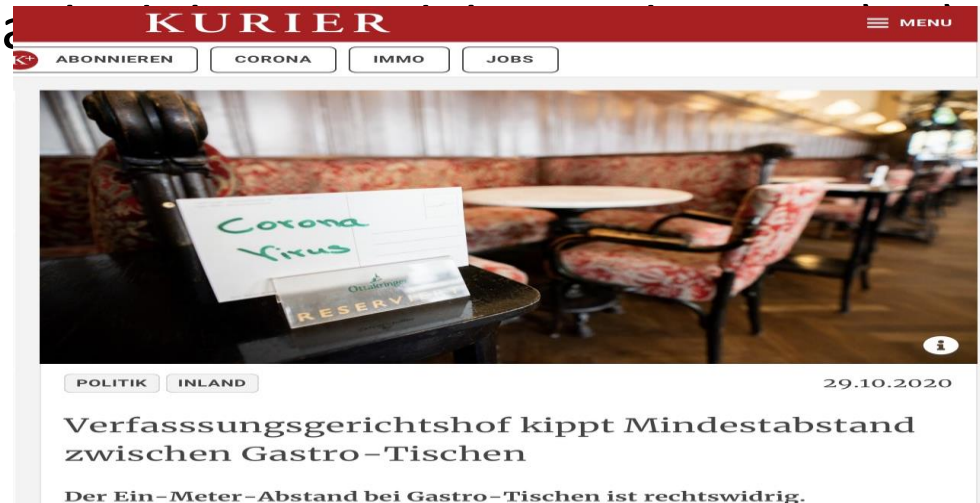 KURIER
MENU
K+
ABONNIEREN
CORONA
IMMO
JOBS
Corona
Virus
Ottakringer
POLITIK
INLAND
29.10.2020
Verfasssungsgerichtshof kippt Mindestabstand
zwischen Gastro-Tischen
Der Ein-Meter-Abstand bei Gastro-Tischen ist rechtswidrig.